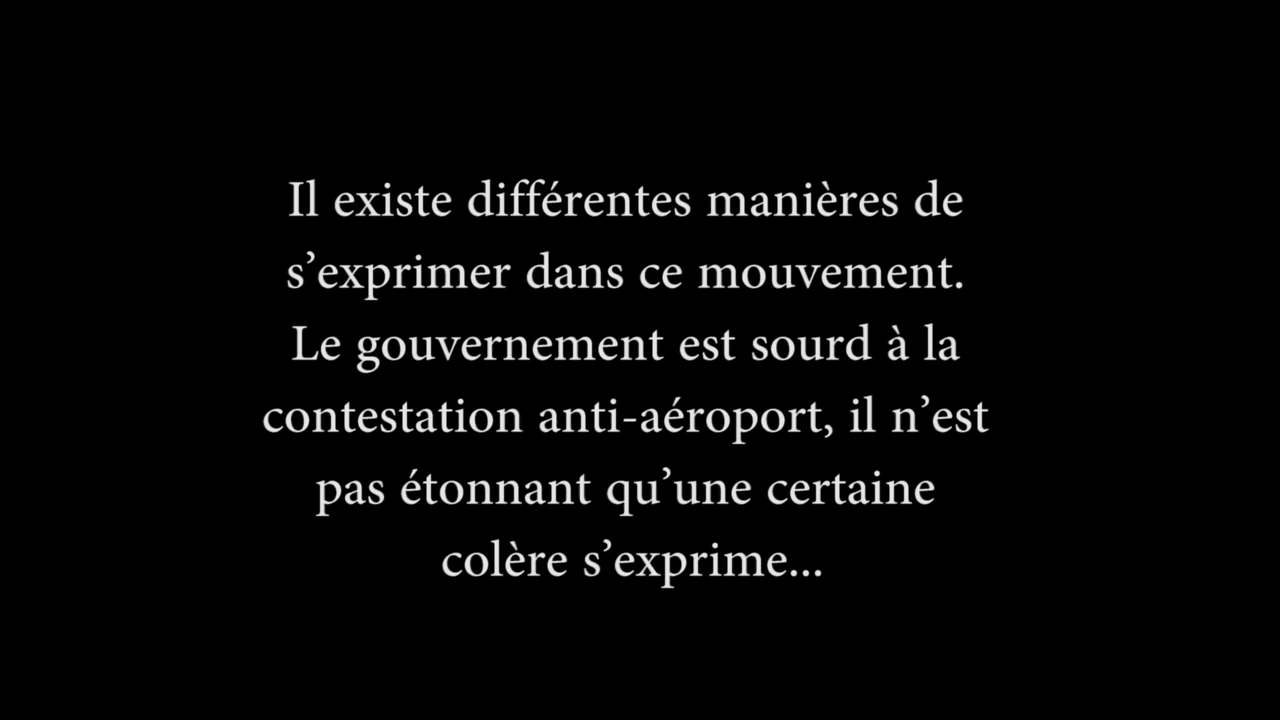 Il existe différentes manières de
s’exprimer dans ce mouvement.
Le gouvernement est sourd à la
contestation anti-aéroport, il n’est
pas étonnant qu’une certaine
colère s’exprime...